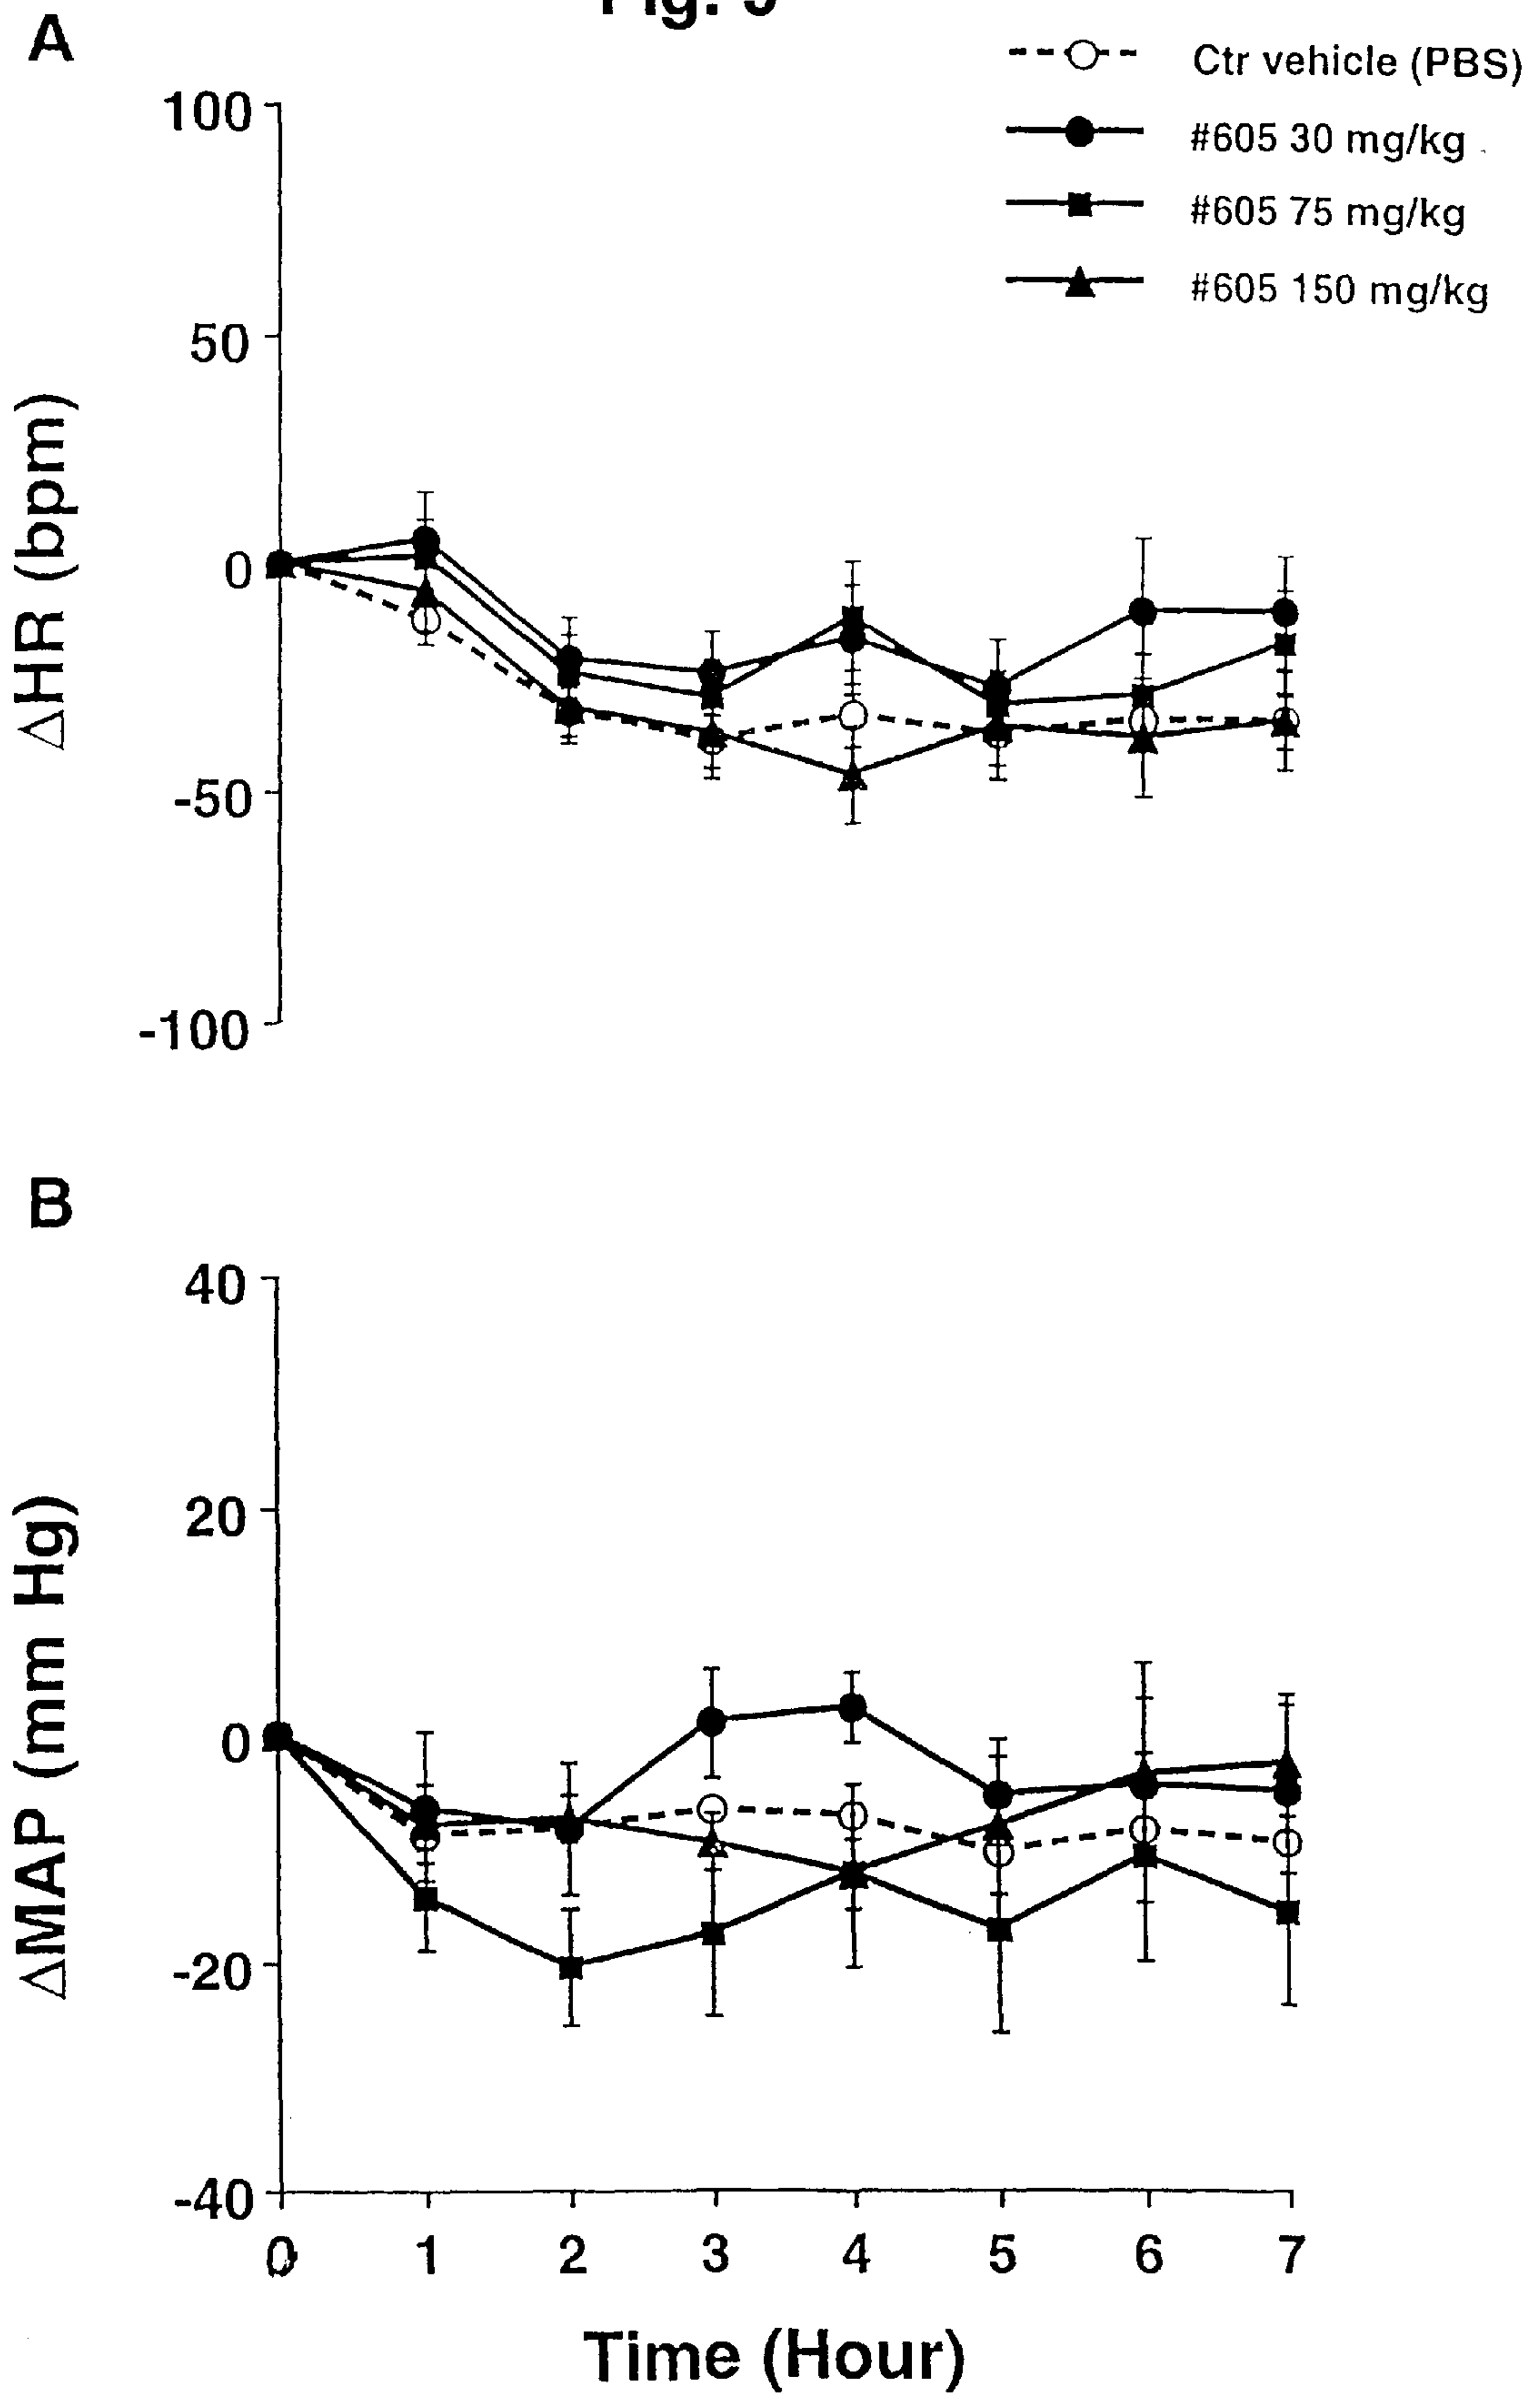 A
Ctr vehicle (PBS)
#605 30 mg/kg
#605 75 mg/kg
#605 150 mg/kg
100
50
0
-50
-100
ΔHR (bpm)
B
40
20
0
-20
-40
ΔMAP (mm Hg)
0 1 2 3 4 5 6 7
Time (Hour)